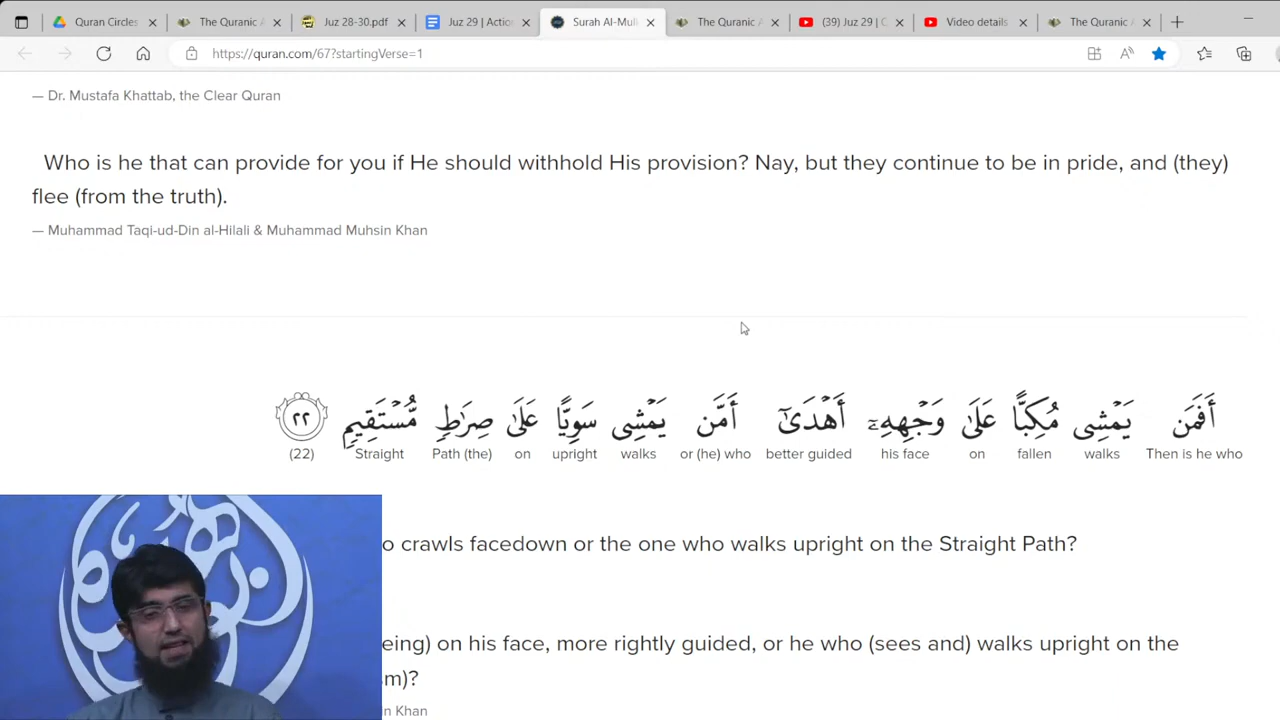 Quran Circles
The Quranic A
Juz 28-30.pdf
Juz 29 | Actio
Surah Al-Mul
The Quranic A
(39) Juz 29 | C
Video details
The Quranic A
https://quran.com/67?startingVerse=1
— Dr. Mustafa Khattab, the Clear Quran
Who is he that can provide for you if He should withhold His provision? Nay, but they continue to be in pride, and (they)
flee (from the truth).
— Muhammad Taqi-ud-Din al-Hilali & Muhammad Muhsin Khan
أَفَمَن يَمْشِى مُكِبًّا عَلَىٰ وَجْهِهِۦٓ أَهْدَىٰٓ أَمَّن يَمْشِى سَوِيًّا عَلَىٰ صِرَٰطٍ مُّسْتَقِيمٍ ٢٢
(22) Straight Path (the) on upright walks or (he) who better guided his face on fallen walks Then is he who
o crawls facedown or the one who walks upright on the Straight Path?
eing) on his face, more rightly guided, or he who (sees and) walks upright on the
sm)?
in Khan